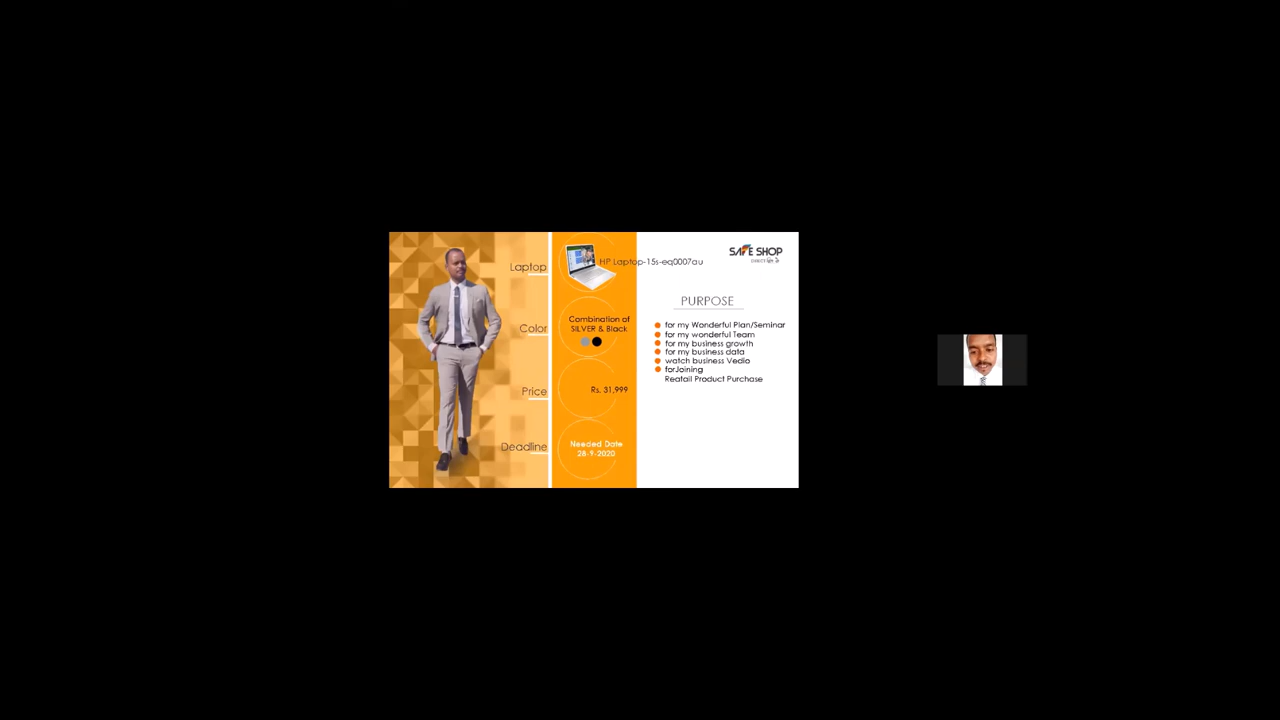 SAFE SHOP
Laptop
HP Laptop-15s-eq0007au
Color
Combination of
SILVER & Black
Price
Rs. 31,999
Deadline
Needed Date
28-9-2020
PURPOSE
for my Wonderful Plan/Seminar
for my wonderful Team
for my business growth
for my business data
watch business Vedio
forJoining
Reatail Product Purchase